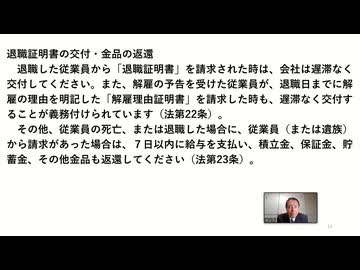 退職証明書の交付・金品の返還
　退職した従業員から「退職証明書」を請求された時は、会社は遅滞なく
交付してください。また、解雇の予告を受けた従業員が、退職日までに解
雇の理由を明記した「解雇理由証明書」を請求した時も、遅滞なく交付す
ることが義務付けられています（法第22条）。
　その他、従業員の死亡、または退職した場合に、従業員（または遺族）
から請求があった場合は、７日以内に給与を支払い、積立金、保証金、貯
蓄金、その他金品も返還してください（法第23条）。